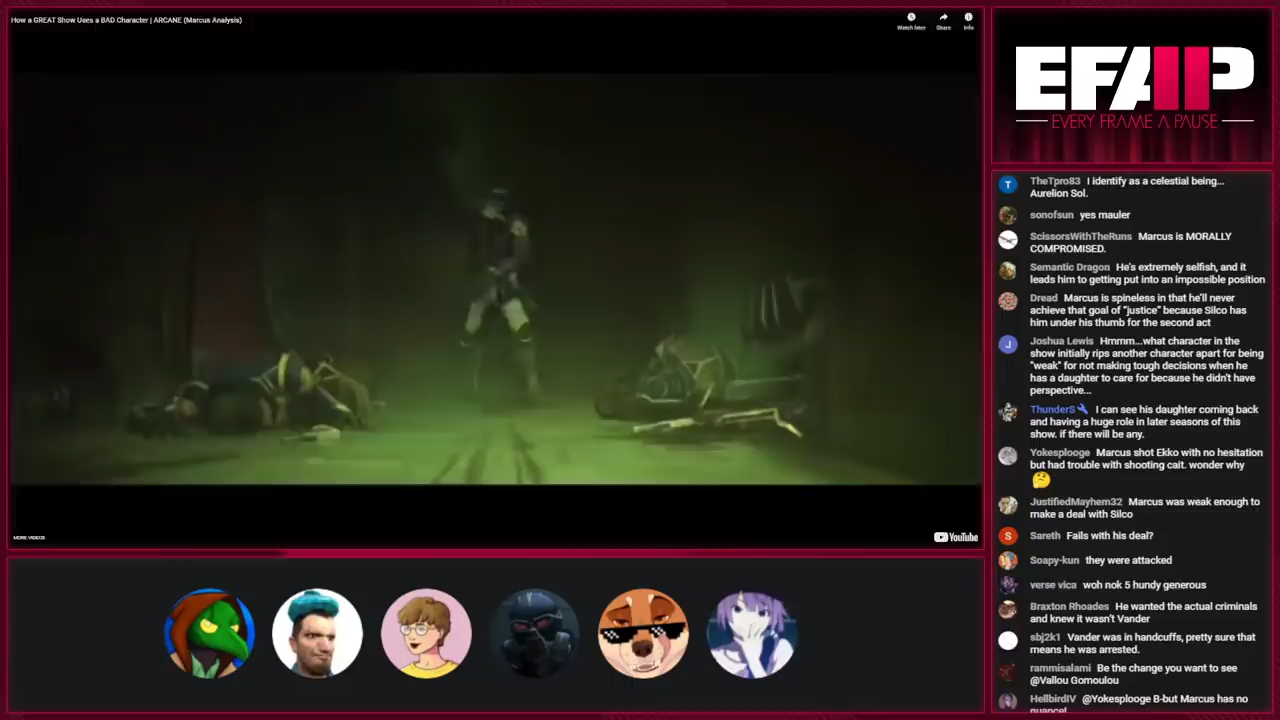 How a GREAT Show Uses a BAD Character | ARCANE (Marcus Analysis)
Watch later
Share
Info
MORE VIDEOS
YouTube
EFAP
EVERY FRAME A PAUSE
T
TheTpro83 I identify as a celestial being...
Aurelion Sol.
sonofsun yes mauler
ScissorsWithTheRuns Marcus is MORALLY
COMPROMISED.
Semantic Dragon He's extremely selfish, and it
leads him to getting put into an impossible position
Dread Marcus is spineless in that he'll never
achieve that goal of "justice" because Silco has
him under his thumb for the second act
J
Joshua Lewis Hmmm...what character in the
show initially rips another character apart for being
"weak" for not making tough decisions when he
has a daughter to care for because he didn't have
perspective...
ThunderS I can see his daughter coming back
and having a huge role in later seasons of this
show. if there will be any.
Yokesplooge Marcus shot Ekko with no hesitation
but had trouble with shooting cait. wonder why
🤔
JustifiedMayhem32 Marcus was weak enough to
make a deal with Silco
S
Sareth Fails with his deal?
Soapy-kun they were attacked
verse vica woh nok 5 hundy generous
Braxton Rhoades He wanted the actual criminals
and knew it wasn't Vander
sbj2k1 Vander was in handcuffs, pretty sure that
means he was arrested.
rammisalami Be the change you want to see
@Vallou Gomoulou
HellbirdIV @Yokesplooge B-but Marcus has no
nuance!